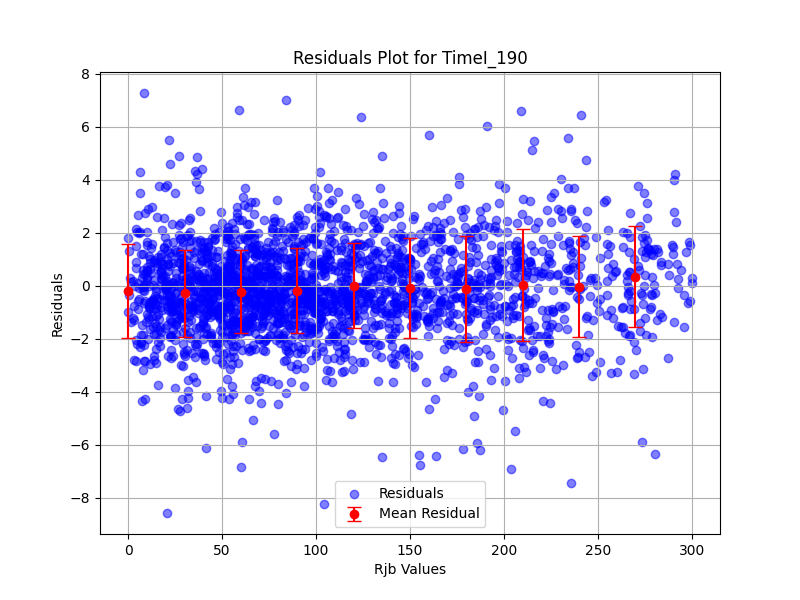 Residuals Plot for TimeI_190
8
6
4
2
0
−2
−4
−6
−8
Residuals
0 50 100 150 200 250 300
Rjb Values
Residuals
Mean Residual